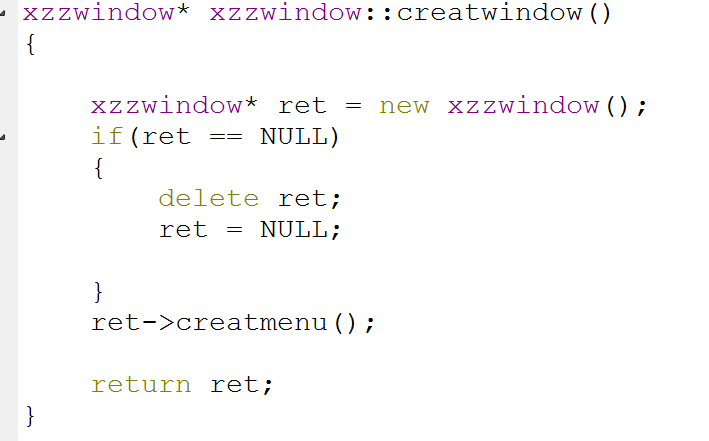 xzzwindow* xzzwindow::creatwindow()
{
xzzwindow* ret = new xzzwindow();
if(ret == NULL)
{
delete ret;
ret = NULL;
}
ret->creatmenu();
return ret;
}